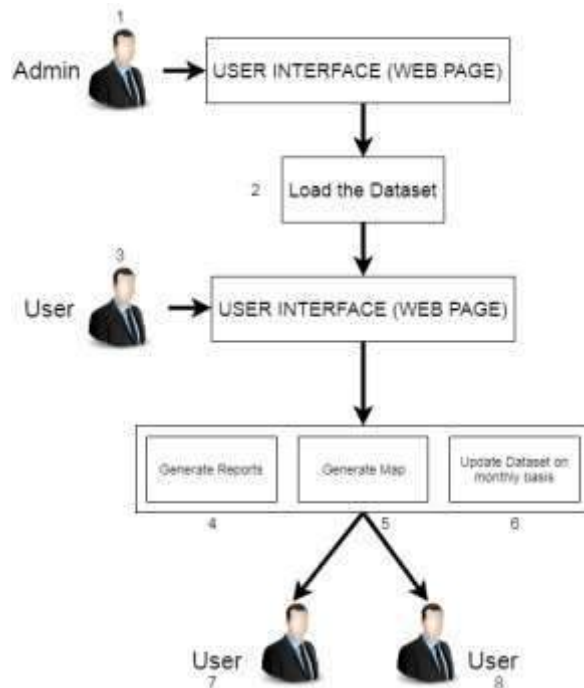 1
Admin
USER INTERFACE (WEB PAGE)
2
Load the Dataset
3
User
USER INTERFACE (WEB PAGE)
Generate Reports
Generate Map
Update Dataset on
monthly basis
4
5
6
User
7
User
8